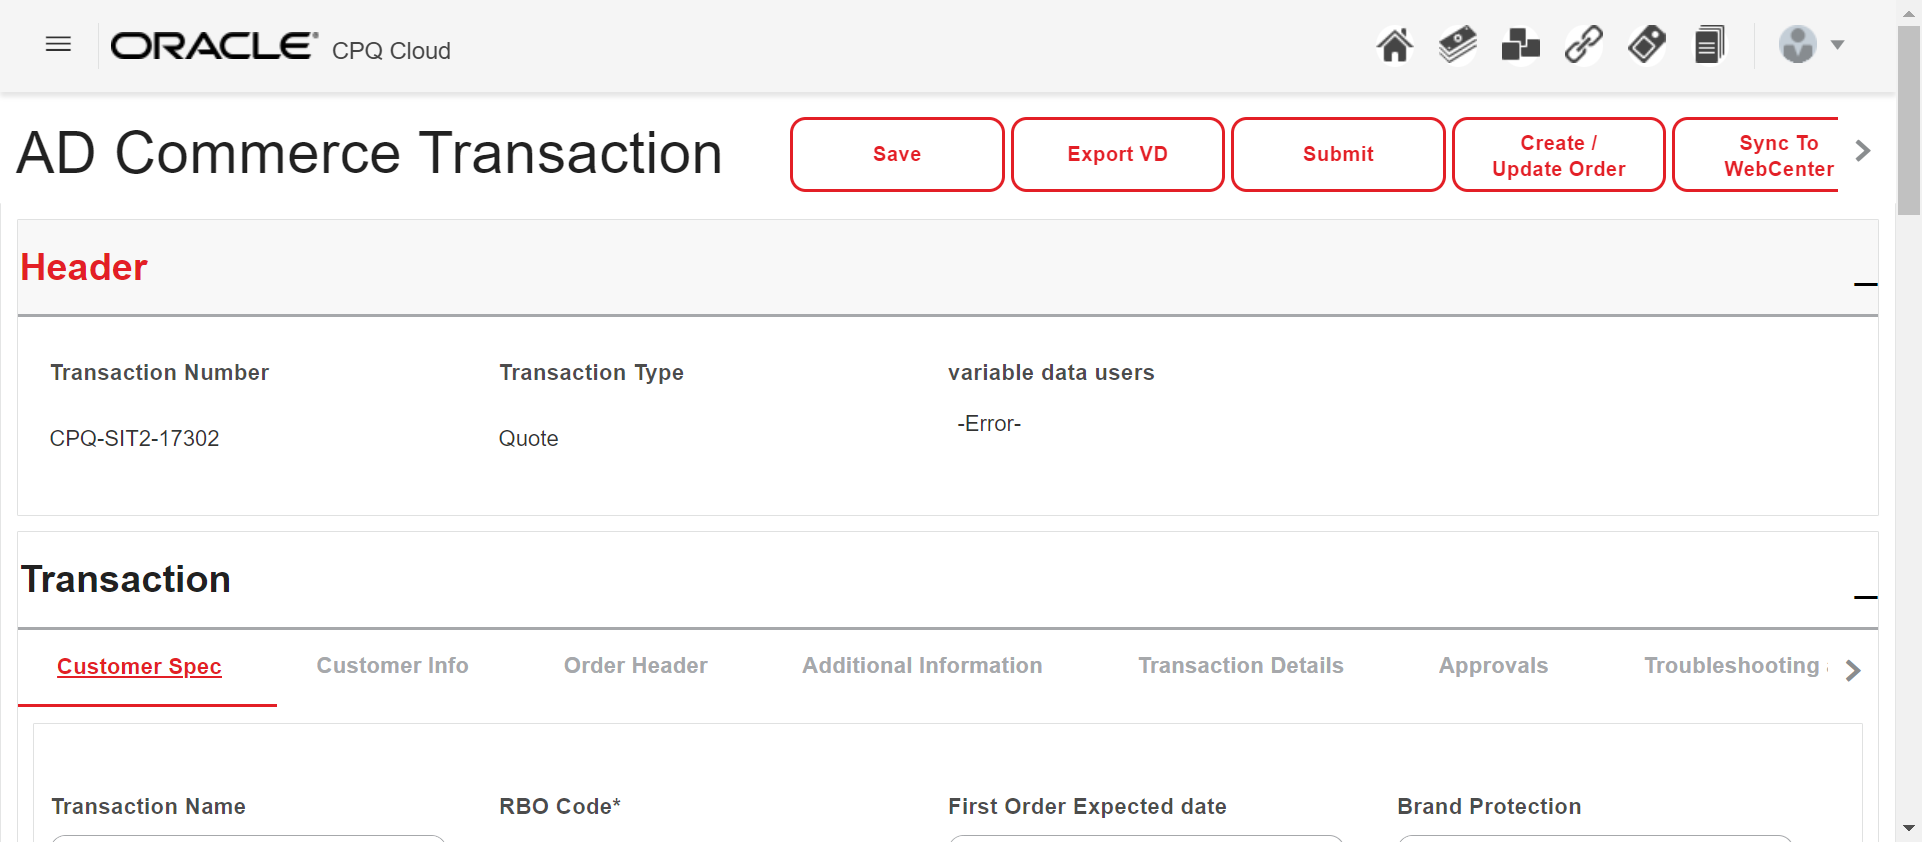 ORACLE® CPQ Cloud
AD Commerce Transaction
Save
Export VD
Submit
Create /
Update Order
Sync To
WebCenter
Header
Transaction Number
Transaction Type
variable data users
CPQ-SIT2-17302
Quote
-Error-
Transaction
Customer Spec
Customer Info
Order Header
Additional Information
Transaction Details
Approvals
Troubleshooting
Transaction Name
RBO Code*
First Order Expected date
Brand Protection